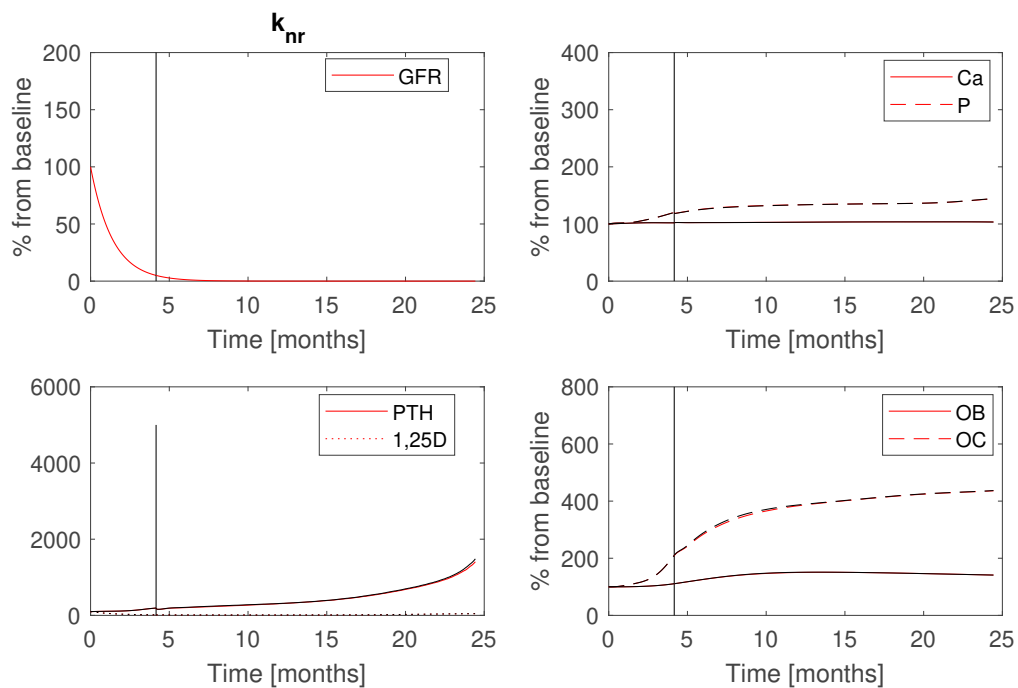 k_nr
200
150
100
50
0
% from baseline
GFR
0 5 10 15 20 25
Time [months]
400
300
200
100
0
% from baseline
Ca
P
0 5 10 15 20 25
Time [months]
6000
4000
2000
0
PTH
1,25D
0 5 10 15 20 25
Time [months]
800
600
400
200
0
% from baseline
OB
OC
0 5 10 15 20 25
Time [months]